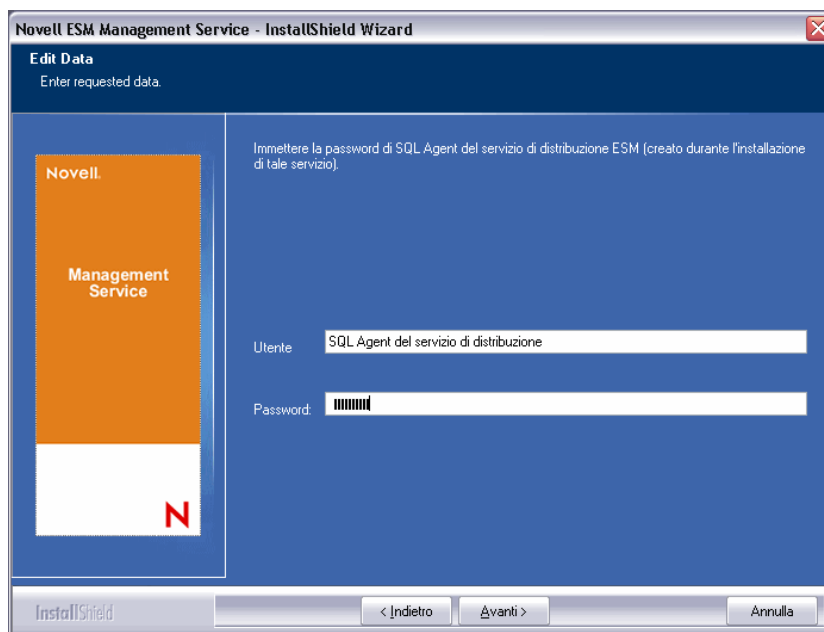 Novell ESM Management Service - InstallShield Wizard
Edit Data
Enter requested data.
Immettere la password di SQL Agent del servizio di distribuzione ESM (creato durante l'installazione
di tale servizio).
Novell.
Management
Service
Utente
SQL Agent del servizio di distribuzione
Password:
N
InstallShield
< Indietro
Avanti >
Annulla